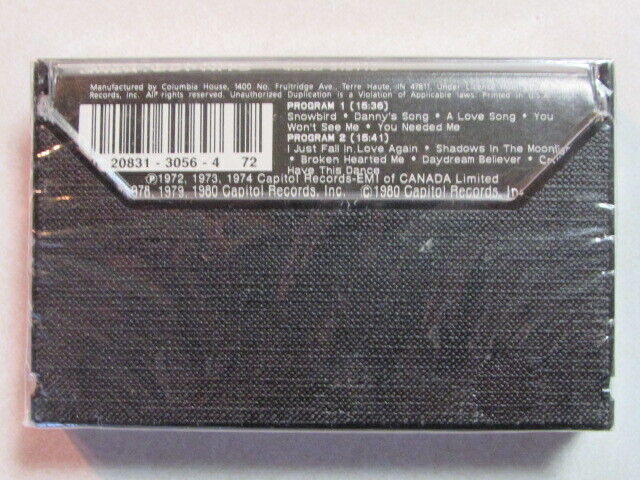 Manufactured by Columbia House, 1400 No. Fruitridge Ave., Terre Haute, IN 47811, Under License
Records, Inc. All rights reserved. Unauthorized Duplication is a Violation of Applicable laws. Printed in U.S.
PROGRAM 1 (15:36)
Snowbird • Danny's Song • A Love Song • You
Won't See Me • You Needed Me
PROGRAM 2 (15:41)
I Just Fall in Love Again • Shadows In The Moonlight
• Broken Hearted Me • Daydream Believer •
Have This Dance
20831 - 3056 - 4 72
Ⓟ1972, 1973, 1974 Capitol Records-EMI of CANADA Limited
1978, 1979, 1980 Capitol Records, Inc. ©1980 Capitol Records, Inc.